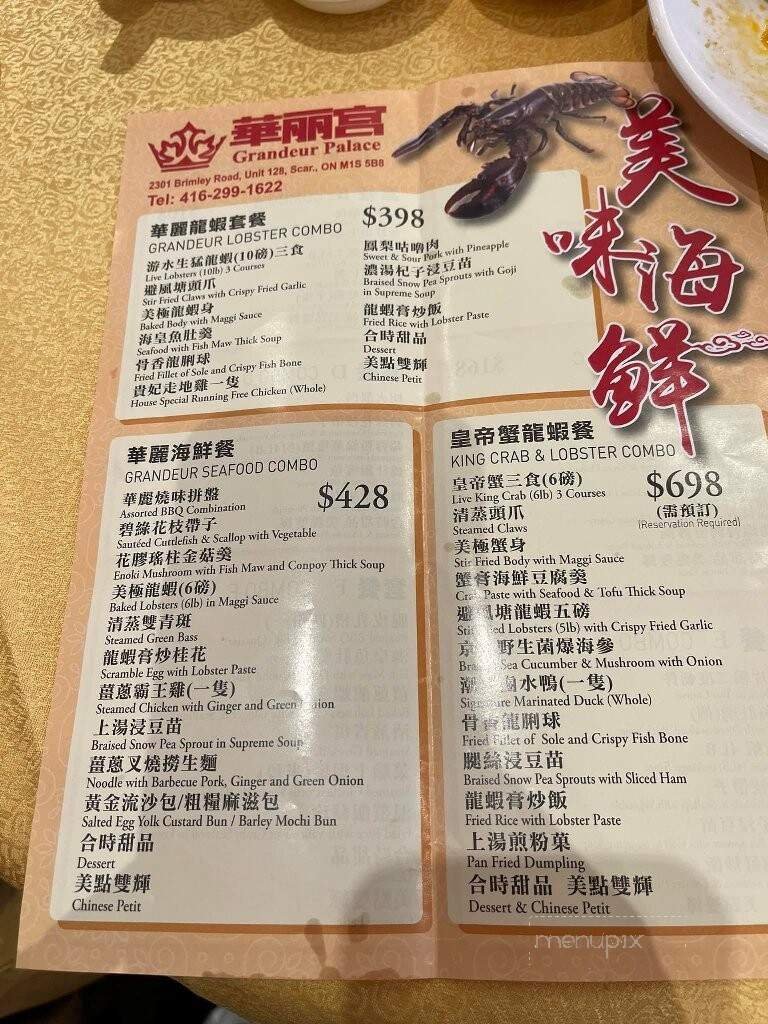 華丽宫
Grandeur Palace
2301 Brimley Road, Unit 128, Scar., ON M1S 5B8
Tel: 416-299-1622
美味海鮮
華麗龍蝦套餐
GRANDEUR LOBSTER COMBO
$398
游水生猛龍蝦(10磅)三食
Live Lobsters (10lb) 3 Courses
避風塘頭爪
Stir Fried Claws with Crispy Fried Garlic
美極龍蝦身
Baked Body with Maggi Sauce
海皇魚肚羹
Seafood with Fish Maw Thick Soup
骨香龍脷球
Fried Fillet of Sole and Crispy Fish Bone
貴妃走地雞一隻
House Special Running Free Chicken (Whole)
鳳梨咕嚕肉
Sweet & Sour Pork with Pineapple
濃湯杞子浸豆苗
Braised Snow Pea Sprouts with Goji
in Supreme Soup
龍蝦膏炒飯
Fried Rice with Lobster Paste
合時甜品
Dessert
美點雙輝
Chinese Petit
華麗海鮮餐
GRANDEUR SEAFOOD COMBO
$428
華麗燒味拼盤
Assorted BBQ Combination
碧綠花枝帶子
Sautéed Cuttlefish & Scallop with Vegetable
花膠瑤柱金菇羹
Enoki Mushroom with Fish Maw and Conpoy Thick Soup
美極龍蝦(6磅)
Baked Lobsters (6lb) in Maggi Sauce
清蒸雙青斑
Steamed Green Bass
龍蝦膏炒桂花
Scramble Egg with Lobster Paste
薑蔥霸王雞(一隻)
Steamed Chicken with Ginger and Green Onion
上湯浸豆苗
Braised Snow Pea Sprout in Supreme Soup
薑蔥叉燒撈生麵
Noodle with Barbecue Pork, Ginger and Green Onion
黃金流沙包/粗糧麻滋包
Salted Egg Yolk Custard Bun / Barley Mochi Bun
合時甜品
Dessert
美點雙輝
Chinese Petit
皇帝蟹龍蝦餐
KING CRAB & LOBSTER COMBO
$698
(需預訂)
(Reservation Required)
皇帝蟹三食(6磅)
Live King Crab (6lb) 3 Courses
清蒸頭爪
Steamed Claws
美極蟹身
Stir Fried Body with Maggi Sauce
蟹膏海鮮豆腐羹
Crab Paste with Seafood & Tofu Thick Soup
避風塘龍蝦五磅
Stir Fried Lobsters (5lb) with Crispy Fried Garlic
京 野生菌爆海參
Sea Cucumber & Mushroom with Onion
潮 鹵水鴨(一隻)
Signature Marinated Duck (Whole)
骨香龍脷球
Fried Fillet of Sole and Crispy Fish Bone
腿絲浸豆苗
Braised Snow Pea Sprouts with Sliced Ham
龍蝦膏炒飯
Fried Rice with Lobster Paste
上湯煎粉菓
Pan Fried Dumpling
合時甜品 美點雙輝
Dessert & Chinese Petit
menupix